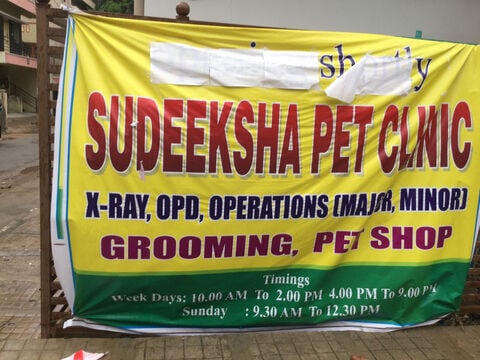 shortly
SUDEEKSHA PET CLINIC
X-RAY, OPD, OPERATIONS (MAJOR, MINOR)
GROOMING, PET SHOP
Timings
Week Days: 10.00 AM To 2.00 PM 4.00 PM To 9.00 PM
Sunday : 9.30 AM To 12.30 PM